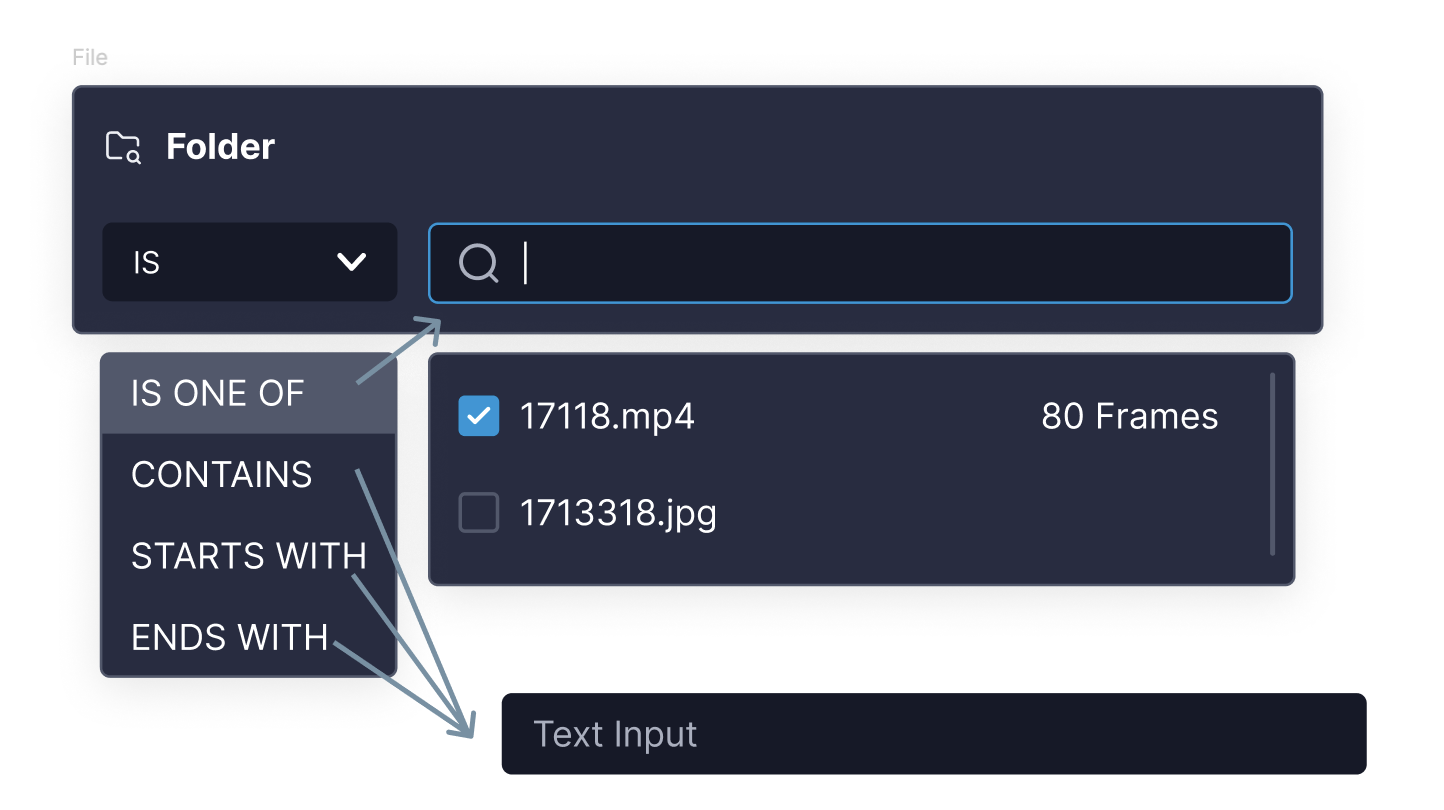 File
Folder
IS
IS ONE OF
CONTAINS
STARTS WITH
ENDS WITH
17118.mp4 80 Frames
1713318.jpg
Text Input